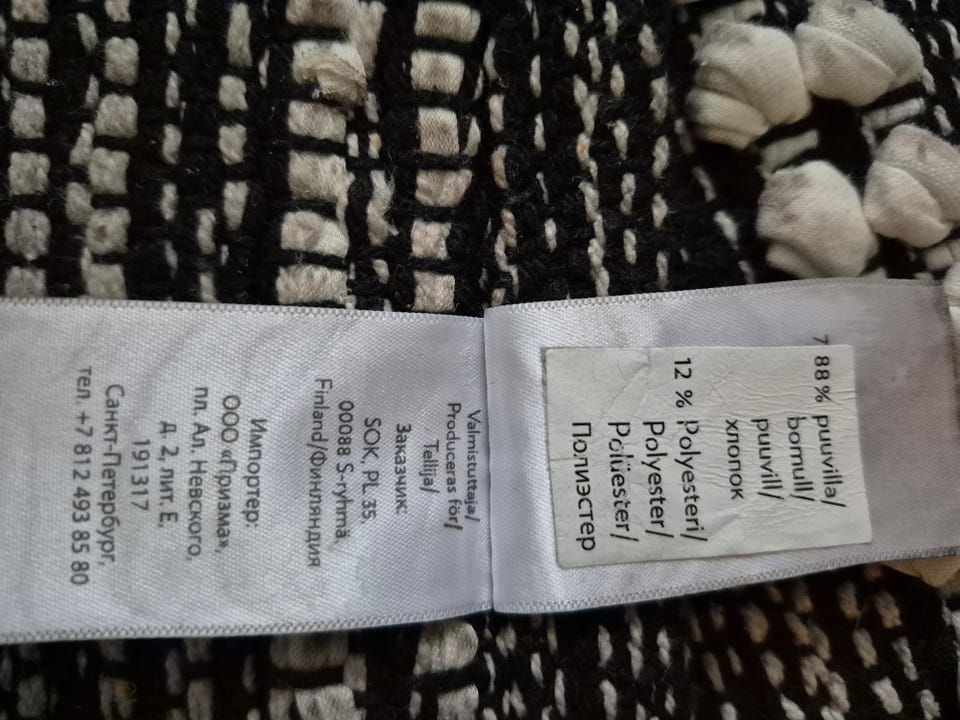 88% puuvilla/
bomull/
puuvill/
хлопок
12 % Polyesteri/
Polyester/
Polüester/
Полиэстер
Valmistuttaja/
Produceras för/
Tellija/
Заказчик:
SOK, PL 35,
00088 S-ryhmä,
Finland/Финляндия
Импортер:
ООО «Призма»,
пл. Ал. Невского,
д. 2, лит. Е,
191317
Санкт-Петербург,
тел. +7 812 493 85 80